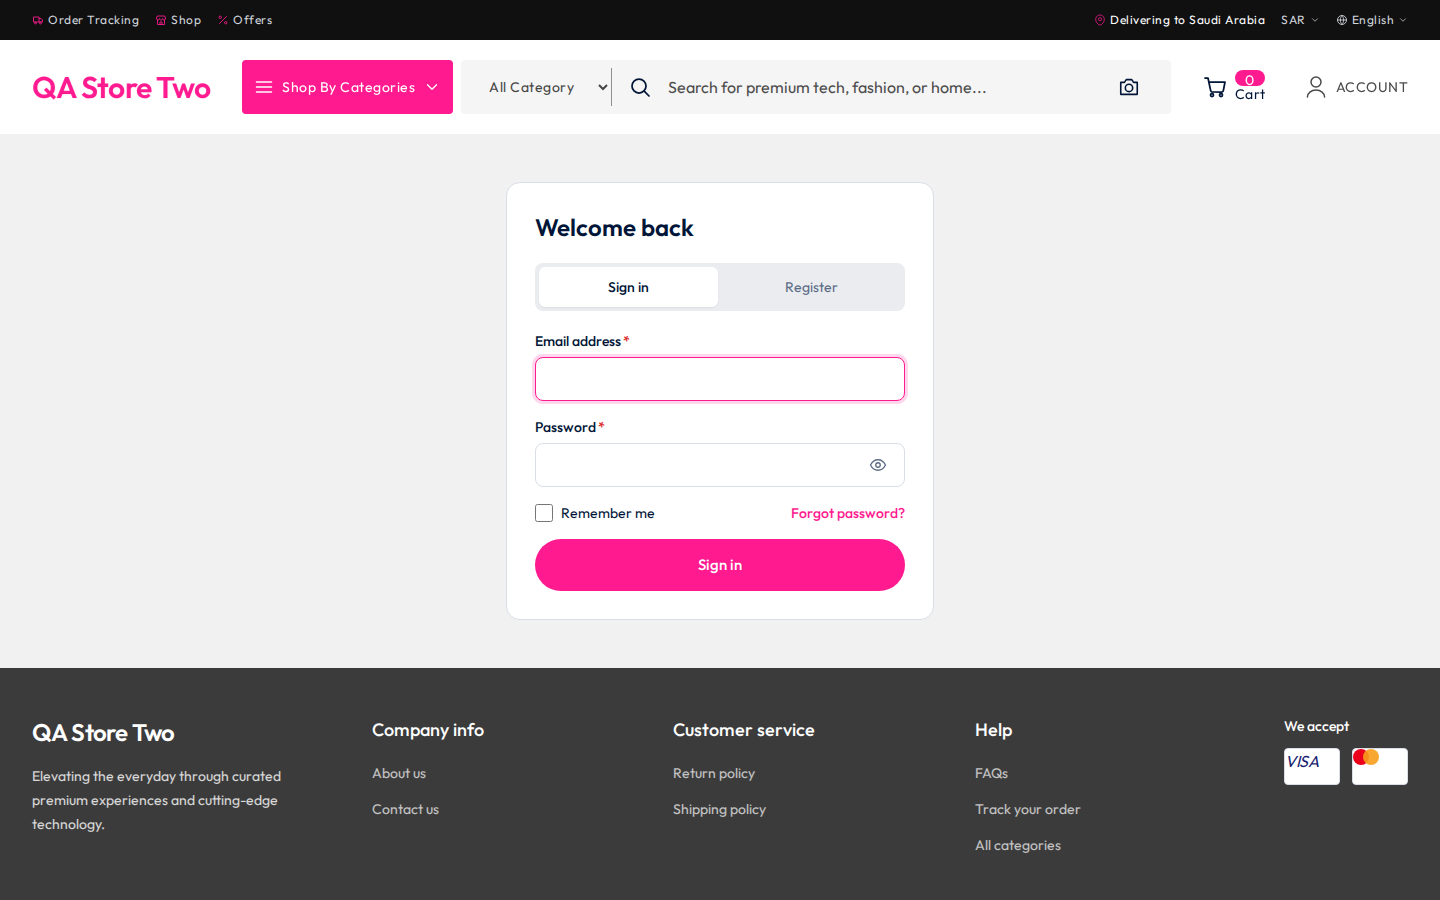 Order Tracking
Shop
Offers
Delivering to Saudi Arabia
SAR
English
QA Store Two
Shop By Categories
All Category
Search for premium tech, fashion, or home...
0
Cart
ACCOUNT
Welcome back
Sign in
Register
Email address *
Password *
Remember me
Forgot password?
Sign in
QA Store Two
Elevating the everyday through curated
premium experiences and cutting-edge
technology.
Company info
About us
Contact us
Customer service
Return policy
Shipping policy
Help
FAQs
Track your order
All categories
We accept
VISA